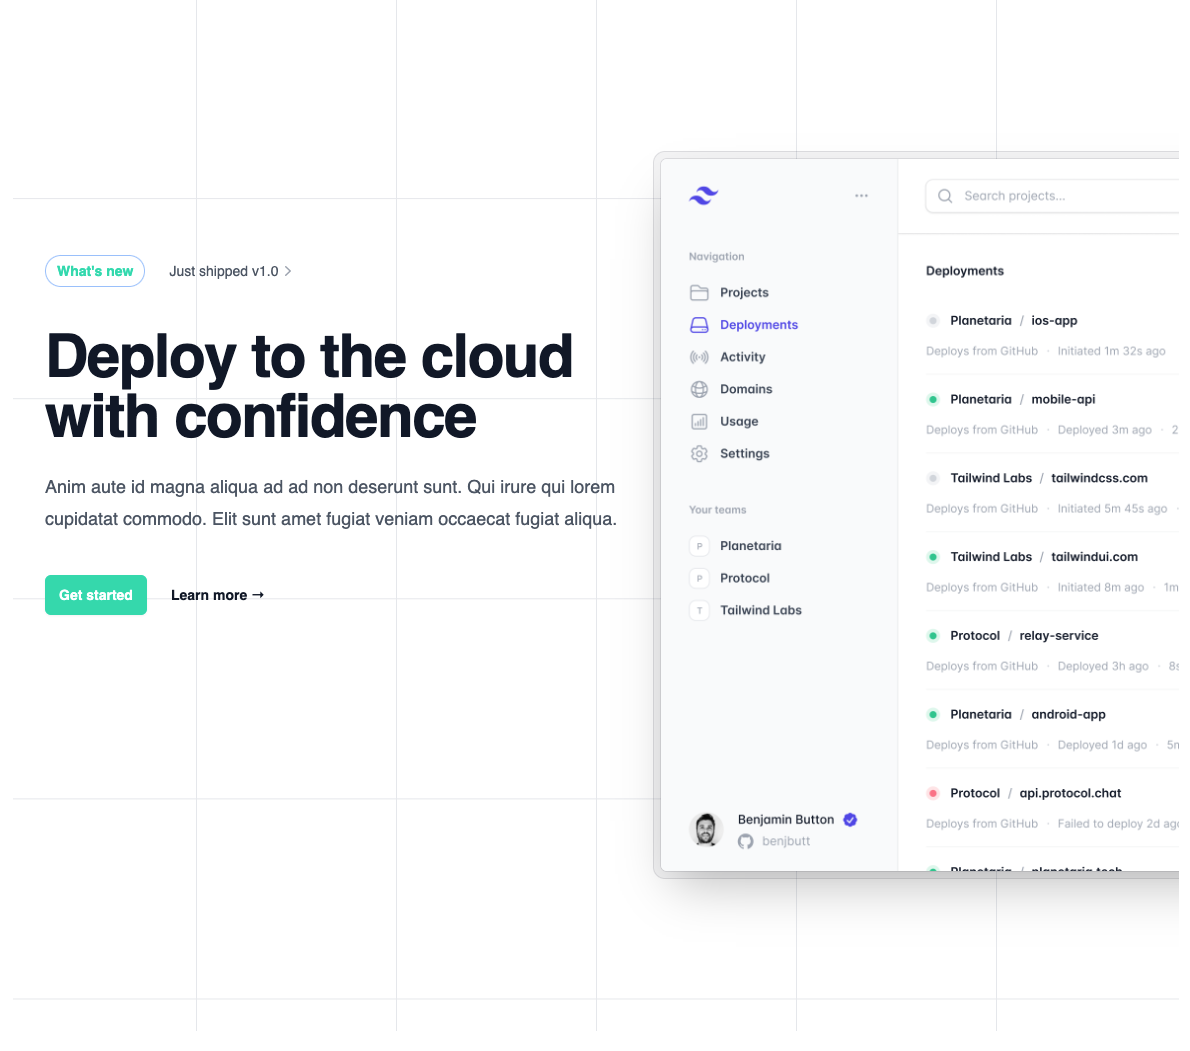 What's new
Just shipped v1.0
Deploy to the cloud
with confidence
Anim aute id magna aliqua ad ad non deserunt sunt. Qui irure qui lorem
cupidatat commodo. Elit sunt amet fugiat veniam occaecat fugiat aliqua.
Get started
Learn more →
Navigation
Projects
Deployments
Activity
Domains
Usage
Settings
Your teams
P Planetaria
P Protocol
T Tailwind Labs
Benjamin Button
benjbutt
Search projects...
Deployments
Planetaria / ios-app
Deploys from GitHub · Initiated 1m 32s ago
Planetaria / mobile-api
Deploys from GitHub · Deployed 3m ago · 2
Tailwind Labs / tailwindcss.com
Deploys from GitHub · Initiated 5m 45s ago ·
Tailwind Labs / tailwindui.com
Deploys from GitHub · Initiated 8m ago · 1m
Protocol / relay-service
Deploys from GitHub · Deployed 3h ago · 8s
Planetaria / android-app
Deploys from GitHub · Deployed 1d ago · 5m
Protocol / api.protocol.chat
Deploys from GitHub · Failed to deploy 2d ago
Planetaria / planetaria.tech